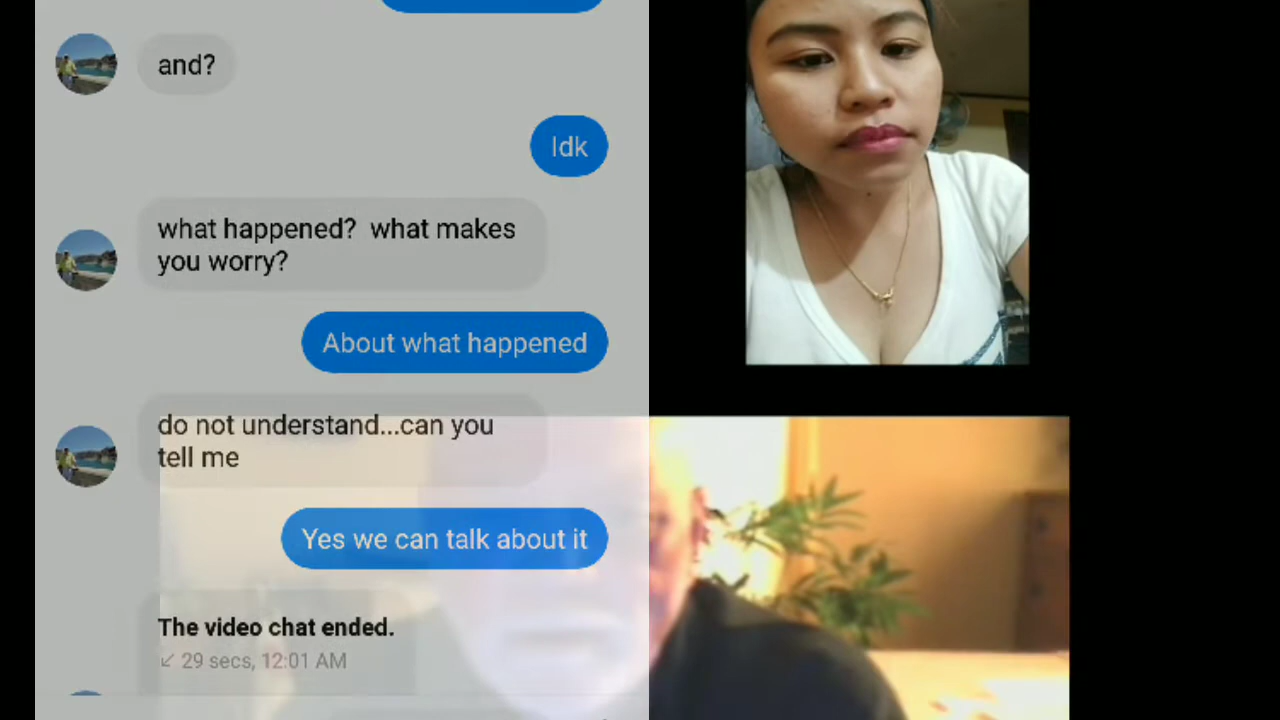 and?
Idk
what happened?  what makes
you worry?
About what happened
do not understand...can you
tell me
Yes we can talk about it
The video chat ended.
↙ 29 secs, 12:01 AM